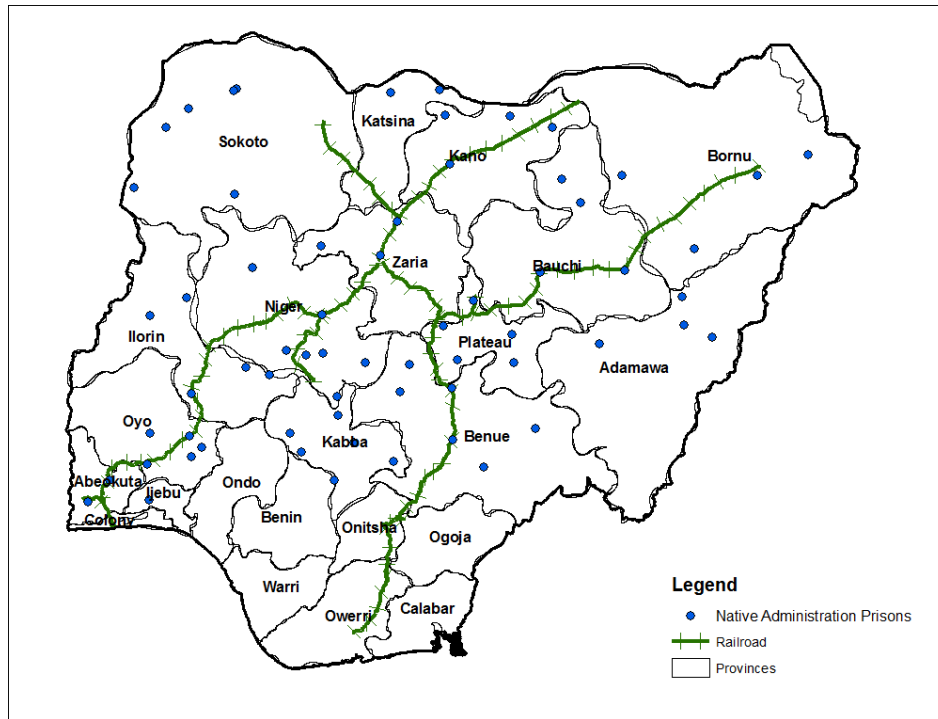 Katsina
Sokoto
Kano
Bornu
Zaria
Bauchi
Niger
Ilorin
Plateau
Adamawa
Oyo
Kabba
Benue
Abeokuta
Ijebu
Ondo
Colony
Benin
Onitsha
Ogoja
Warri
Owerri
Calabar
Legend
Native Administration Prisons
Railroad
Provinces